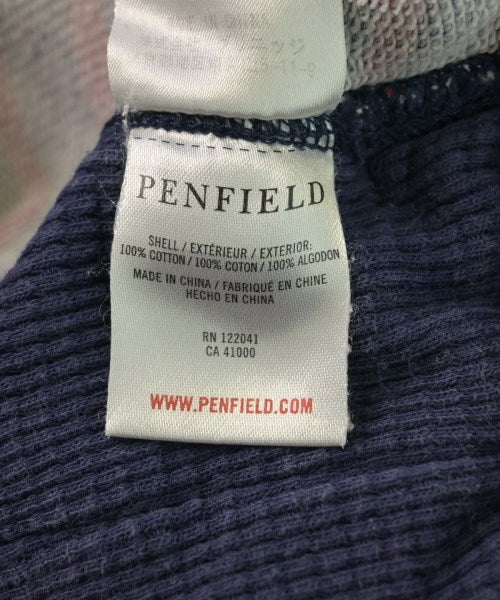 PENFIELD
SHELL / EXTÉRIEUR / EXTERIOR:
100% COTTON / 100% COTON / 100% ALGODON
MADE IN CHINA / FABRIQUÉ EN CHINE
HECHO EN CHINA
RN 122041
CA 41000
WWW.PENFIELD.COM